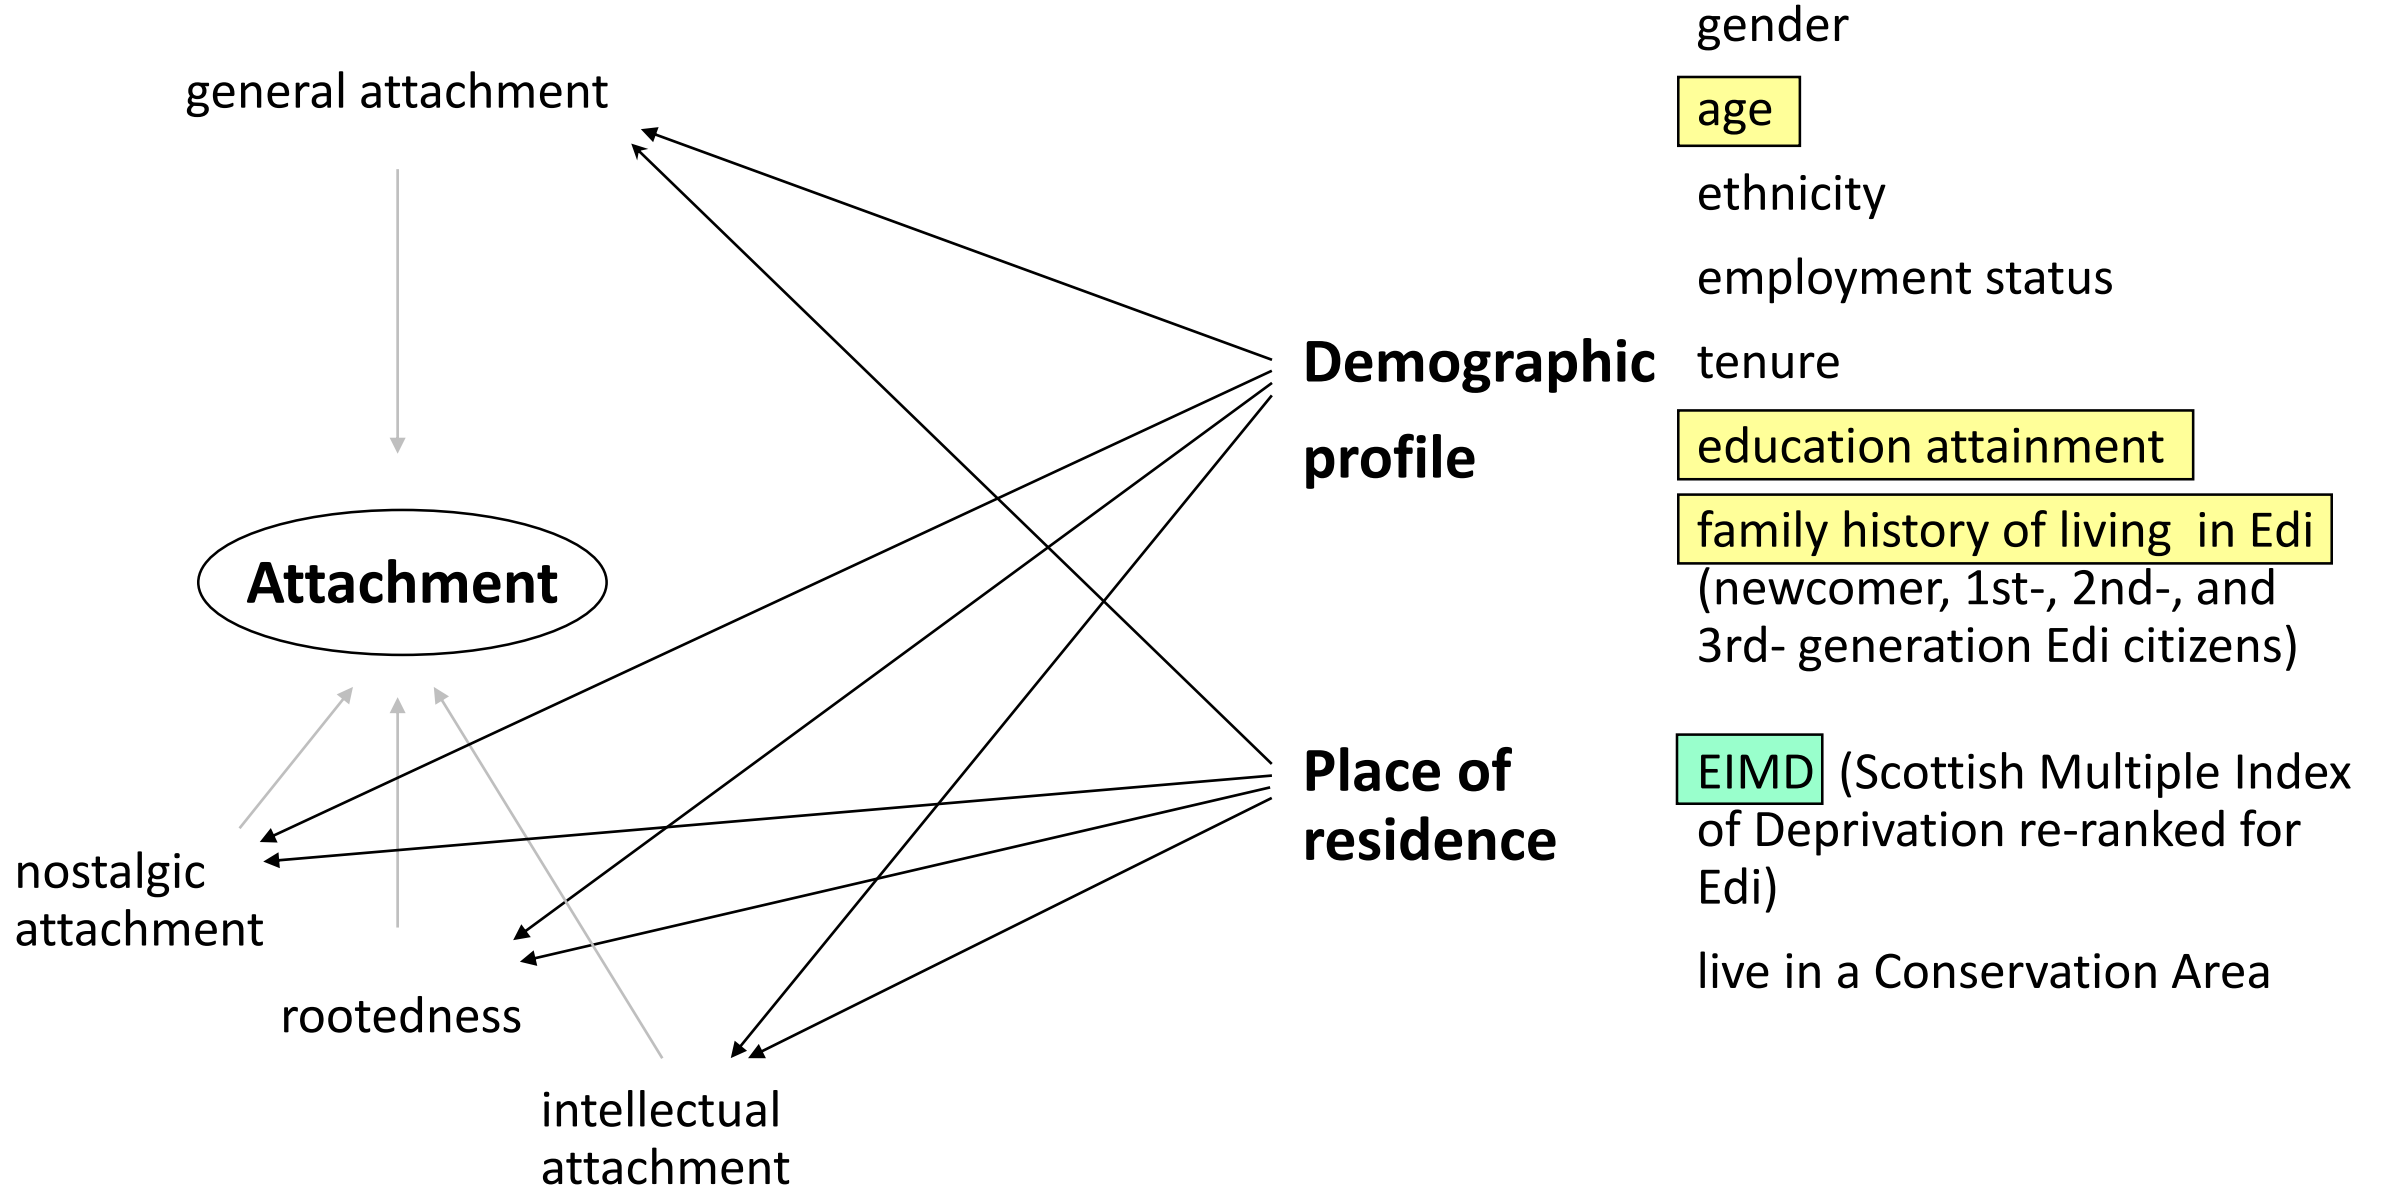 general attachment
Attachment
nostalgic
attachment
rootedness
intellectual
attachment
Demographic
profile
gender
age
ethnicity
employment status
tenure
education attainment
family history of living  in Edi
(newcomer, 1st-, 2nd-, and
3rd- generation Edi citizens)
Place of
residence
EIMD (Scottish Multiple Index
of Deprivation re-ranked for
Edi)
live in a Conservation Area